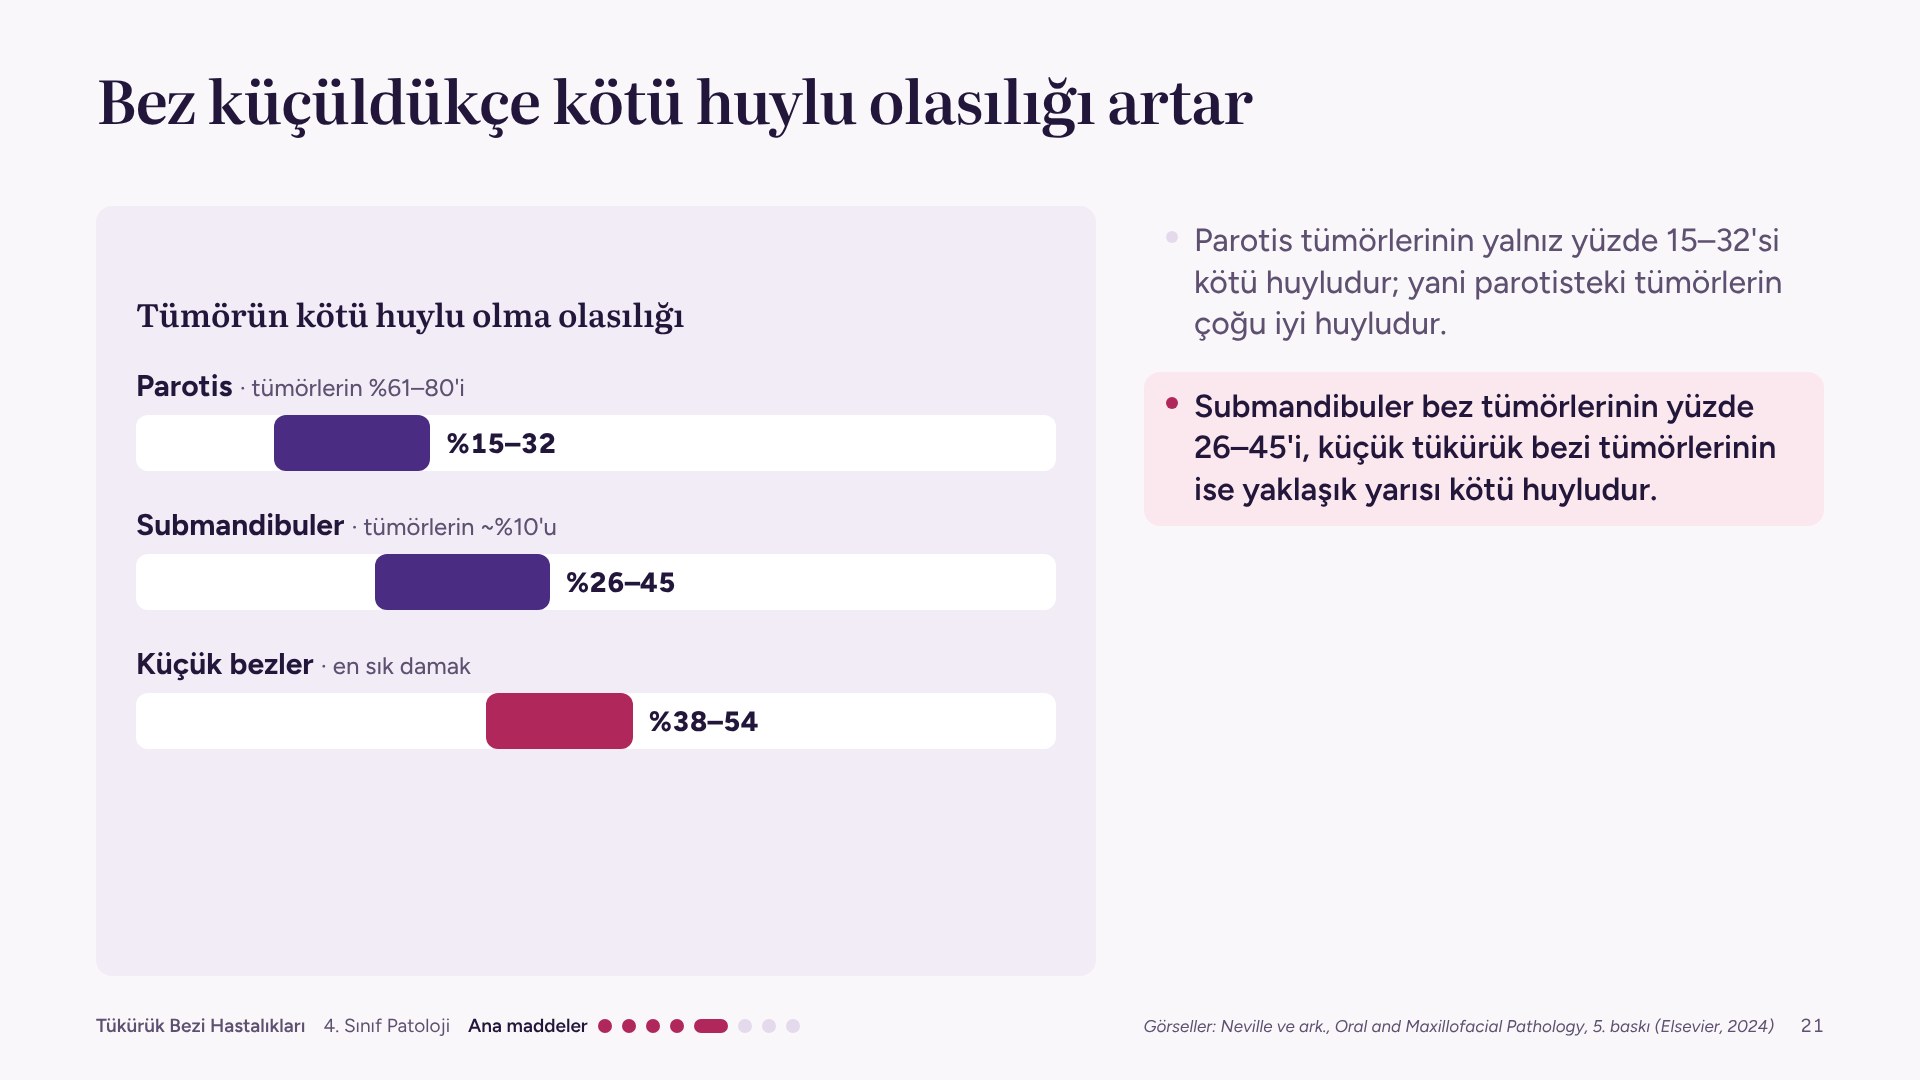 Bez küçüldükçe kötü huylu olasılığı artar
Tümörün kötü huylu olma olasılığı
Parotis · tümörlerin %61–80'i
%15–32
Submandibuler · tümörlerin ~%10'u
%26–45
Küçük bezler · en sık damak
%38–54
Parotis tümörlerinin yalnız yüzde 15–32'si
kötü huyludur; yani parotisteki tümörlerin
çoğu iyi huyludur.
Submandibuler bez tümörlerinin yüzde
26–45'i, küçük tükürük bezi tümörlerinin
ise yaklaşık yarısı kötü huyludur.
Tükürük Bezi Hastalıkları 4. Sınıf Patoloji Ana maddeler
Görseller: Neville ve ark., Oral and Maxillofacial Pathology, 5. baskı (Elsevier, 2024) 21